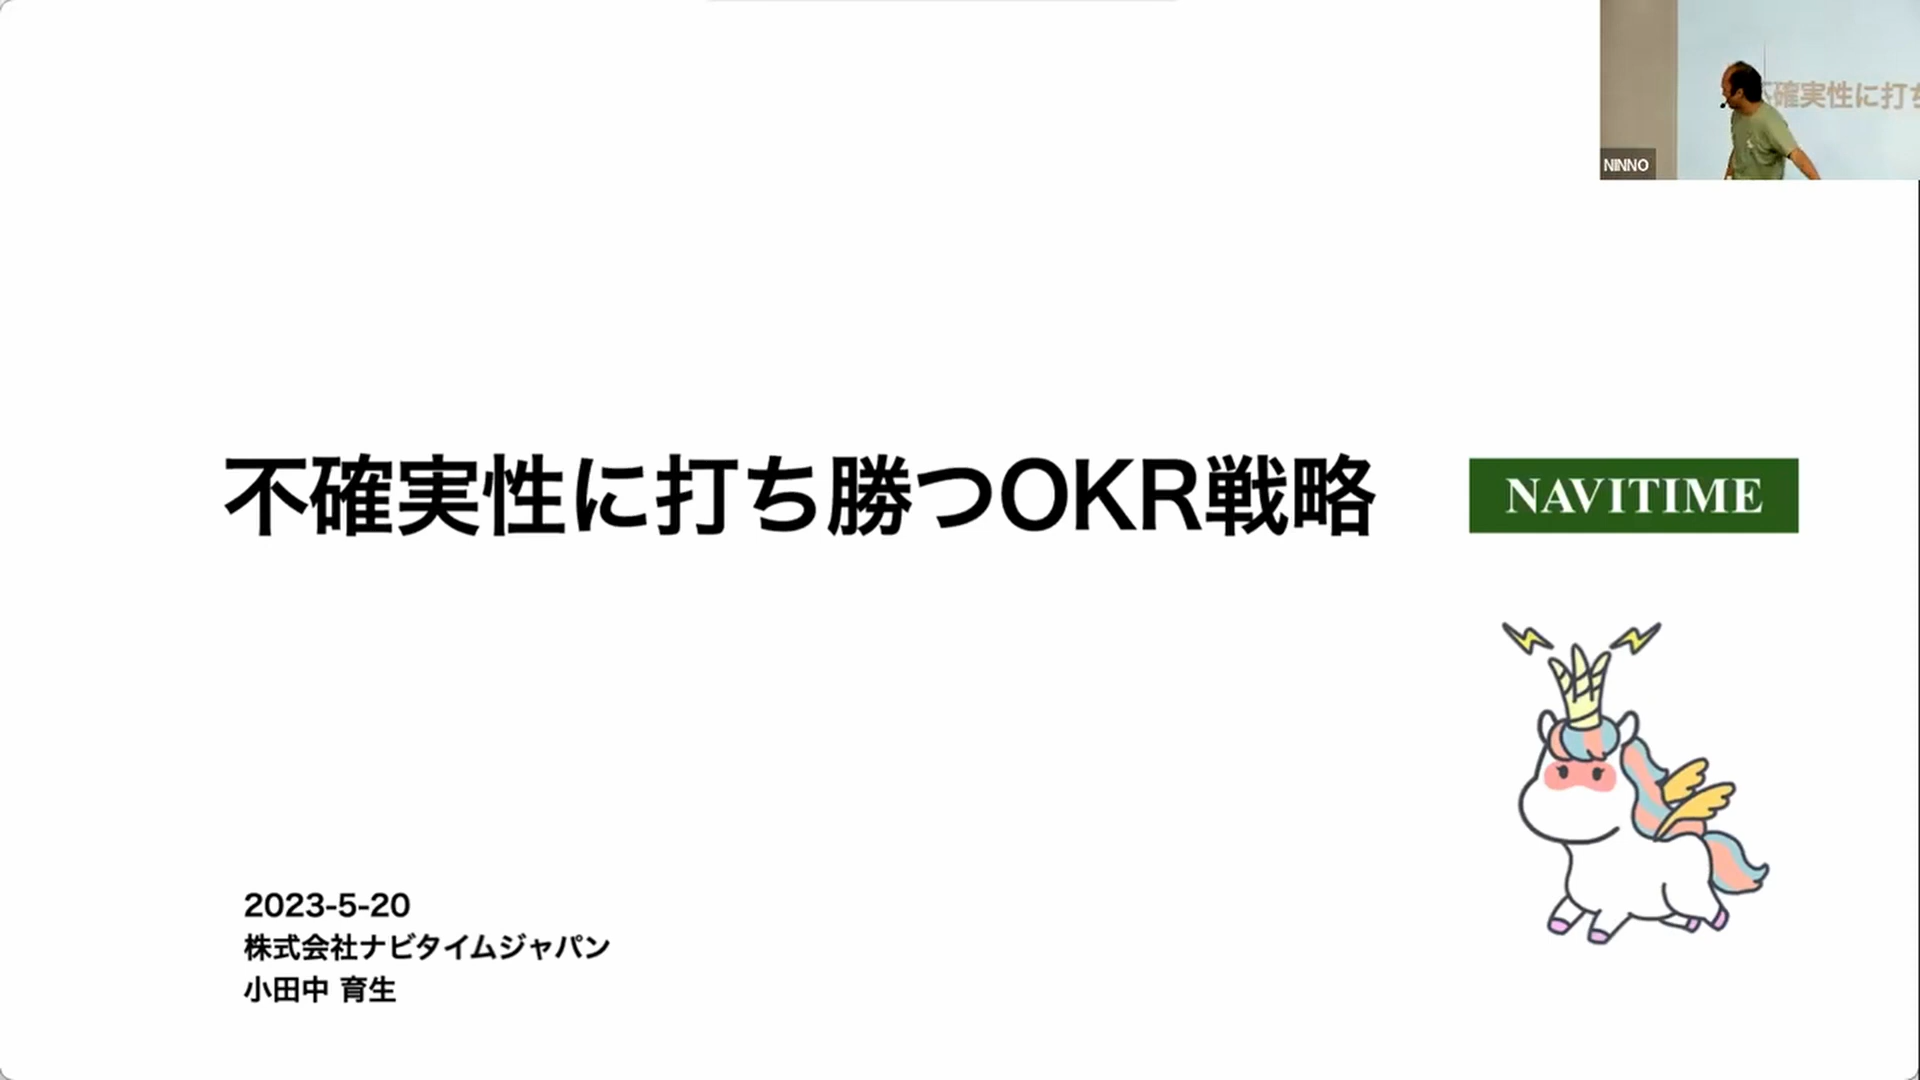 不確実性に打ち
NINNO
不確実性に打ち勝つOKR戦略
NAVITIME
2023-5-20
株式会社ナビタイムジャパン
小田中 育生